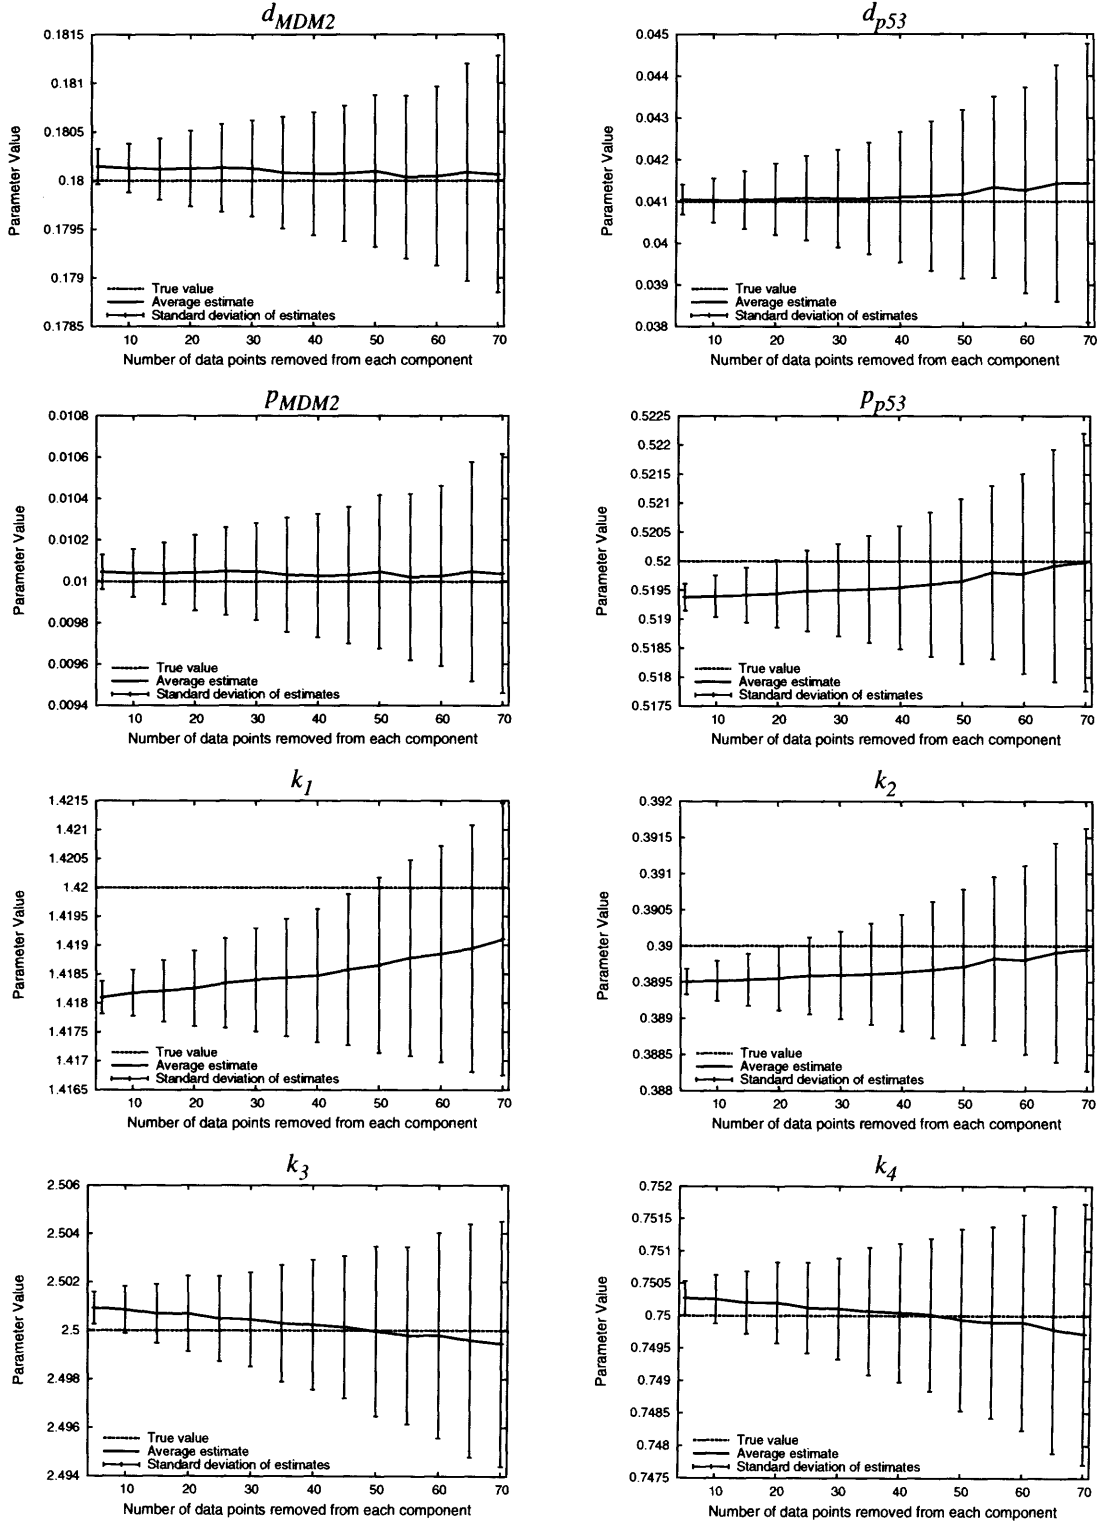 d_MDM2
0.1815
0.181
0.1805
0.18
0.1795
0.179
0.1785
Parameter Value
True value
Average estimate
Standard deviation of estimates
10 20 30 40 50 60 70
Number of data points removed from each component
d_p53
0.045
0.044
0.043
0.042
0.041
0.04
0.039
0.038
Parameter Value
True value
Average estimate
Standard deviation of estimates
10 20 30 40 50 60 70
Number of data points removed from each component
p_MDM2
0.0108
0.0106
0.0104
0.0102
0.01
0.0098
0.0096
0.0094
Parameter Value
True value
Average estimate
Standard deviation of estimates
10 20 30 40 50 60 70
Number of data points removed from each component
p_p53
0.5225
0.522
0.5215
0.521
0.5205
0.52
0.5195
0.519
0.5185
0.518
0.5175
Parameter Value
True value
Average estimate
Standard deviation of estimates
10 20 30 40 50 60 70
Number of data points removed from each component
k_1
1.4215
1.421
1.4205
1.42
1.4195
1.419
1.4185
1.418
1.4175
1.417
1.4165
Parameter Value
True value
Average estimate
Standard deviation of estimates
10 20 30 40 50 60 70
Number of data points removed from each component
k_2
0.392
0.3915
0.391
0.3905
0.39
0.3895
0.389
0.3885
0.388
Parameter Value
True value
Average estimate
Standard deviation of estimates
10 20 30 40 50 60 70
Number of data points removed from each component
k_3
2.506
2.504
2.502
2.5
2.498
2.496
2.494
Parameter Value
True value
Average estimate
Standard deviation of estimates
10 20 30 40 50 60 70
Number of data points removed from each component
k_4
0.752
0.7515
0.751
0.7505
0.75
0.7495
0.749
0.7485
0.748
0.7475
Parameter Value
True value
Average estimate
Standard deviation of estimates
10 20 30 40 50 60 70
Number of data points removed from each component